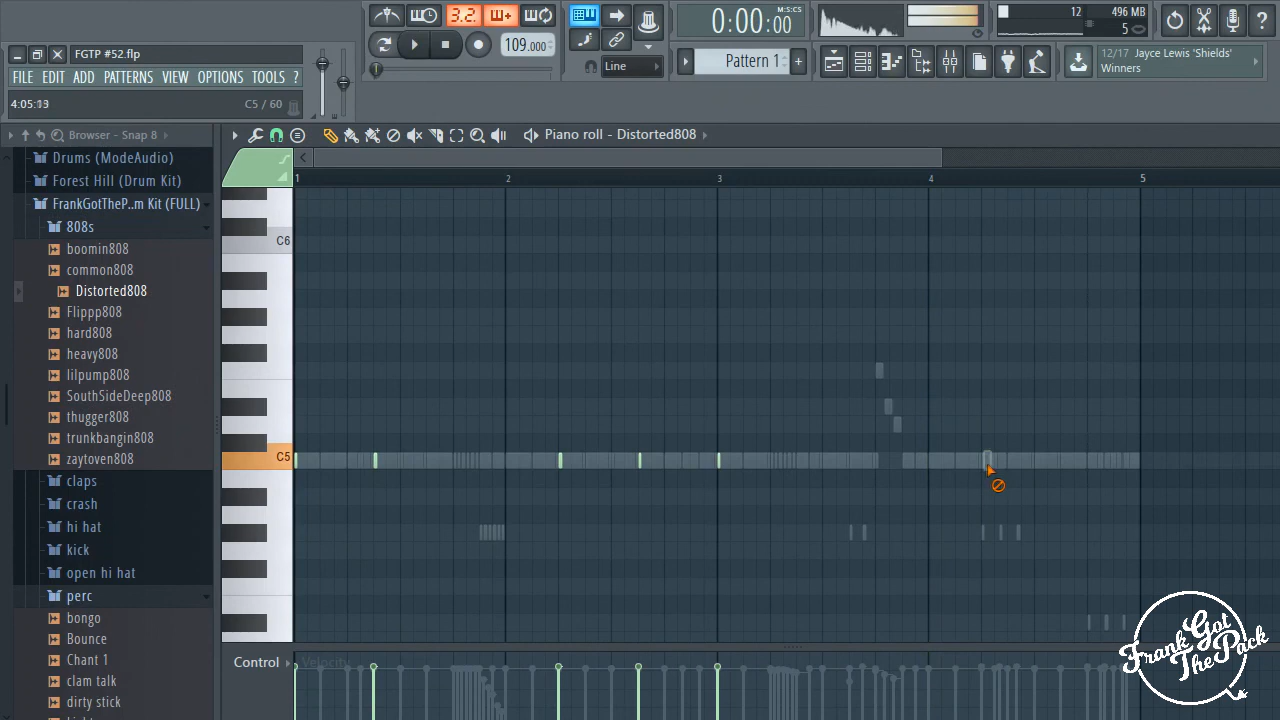 FGTP #52.flp
FILE EDIT ADD PATTERNS VIEW OPTIONS TOOLS ?
4:05:13 C5 / 60
3.2.
109.000
Line
0:00:00
M:S:CS
Pattern 1
12 496 MB
5
12/17 Jayce Lewis 'Shields'
Winners
Browser - Snap 8
Piano roll - Distorted808
Drums (ModeAudio)
Forest Hill (Drum Kit)
FrankGotTheP..m Kit (FULL)
808s
boomin808
common808
Distorted808
Flippp808
hard808
heavy808
lilpump808
SouthSideDeep808
thugger808
trunkbangin808
zaytoven808
claps
crash
hi hat
kick
open hi hat
perc
bongo
Bounce
Chant 1
clam talk
dirty stick
1 2 3 4 5
C6
C5
Control
Velocity
Frank Got
The Pack